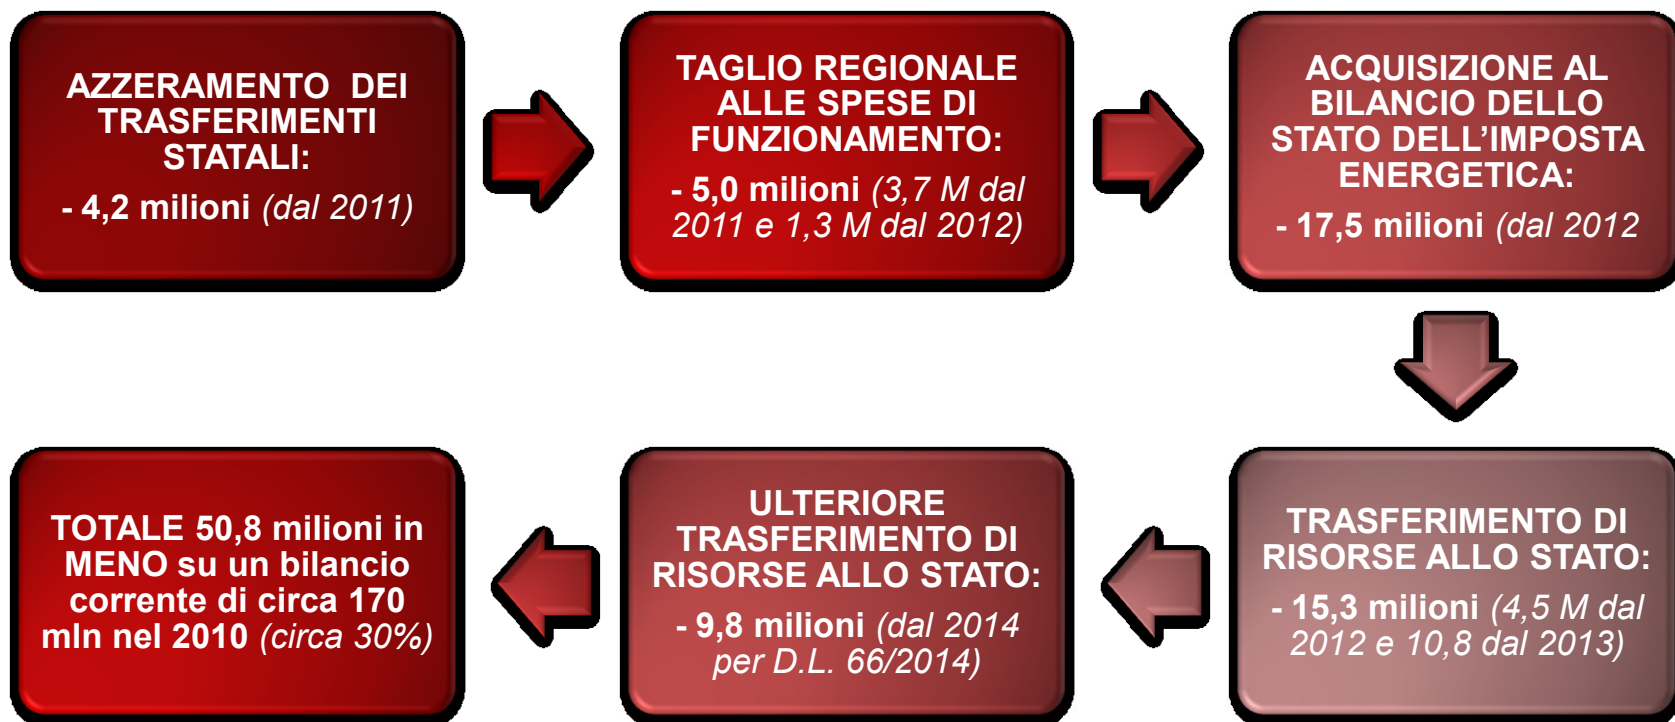 AZZERAMENTO DEI
TRASFERIMENTI
STATALI:
- 4,2 milioni (dal 2011)
TAGLIO REGIONALE
ALLE SPESE DI
FUNZIONAMENTO:
- 5,0 milioni (3,7 M dal
2011 e 1,3 M dal 2012)
ACQUISIZIONE AL
BILANCIO DELLO
STATO DELL’IMPOSTA
ENERGETICA:
- 17,5 milioni (dal 2012
TRASFERIMENTO DI
RISORSE ALLO STATO:
- 15,3 milioni (4,5 M dal
2012 e 10,8 dal 2013)
ULTERIORE
TRASFERIMENTO DI
RISORSE ALLO STATO:
- 9,8 milioni (dal 2014
per D.L. 66/2014)
TOTALE 50,8 milioni in
MENO su un bilancio
corrente di circa 170
mln nel 2010 (circa 30%)